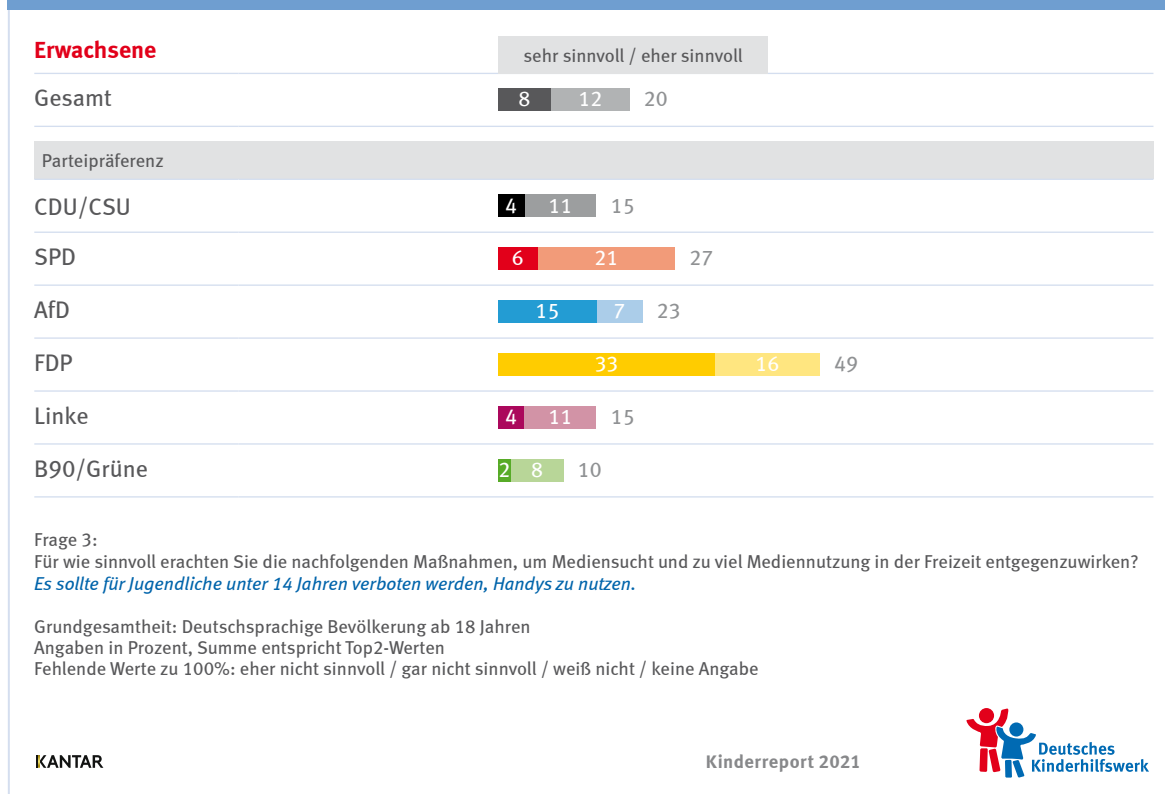 Erwachsene sehr sinnvoll / eher sinnvoll
Gesamt 8 12 20
Parteipräferenz
CDU/CSU 4 11 15
SPD 6 21 27
AfD 15 7 23
FDP 33 16 49
Linke 4 11 15
B90/Grüne 2 8 10
Frage 3:
Für wie sinnvoll erachten Sie die nachfolgenden Maßnahmen, um Mediensucht und zu viel Mediennutzung in der Freizeit entgegenzuwirken?
Es sollte für Jugendliche unter 14 Jahren verboten werden, Handys zu nutzen.
Grundgesamtheit: Deutschsprachige Bevölkerung ab 18 Jahren
Angaben in Prozent, Summe entspricht Top2-Werten
Fehlende Werte zu 100%: eher nicht sinnvoll / gar nicht sinnvoll / weiß nicht / keine Angabe
KANTAR
Kinderreport 2021
Deutsches
Kinderhilfswerk